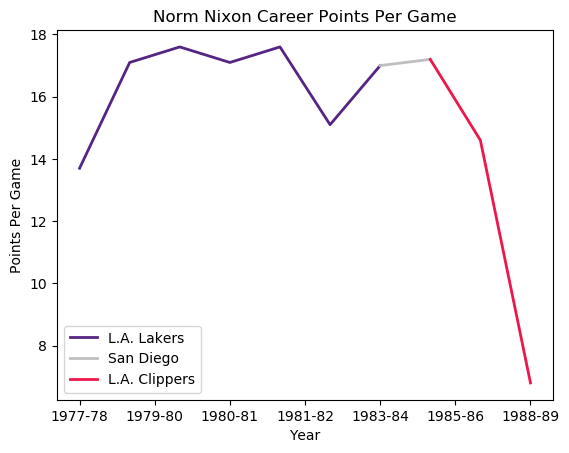 Norm Nixon Career Points Per Game
18
16
14
12
10
8
Points Per Game
L.A. Lakers
San Diego
L.A. Clippers
1977-78 1979-80 1980-81 1981-82 1983-84 1985-86 1988-89
Year